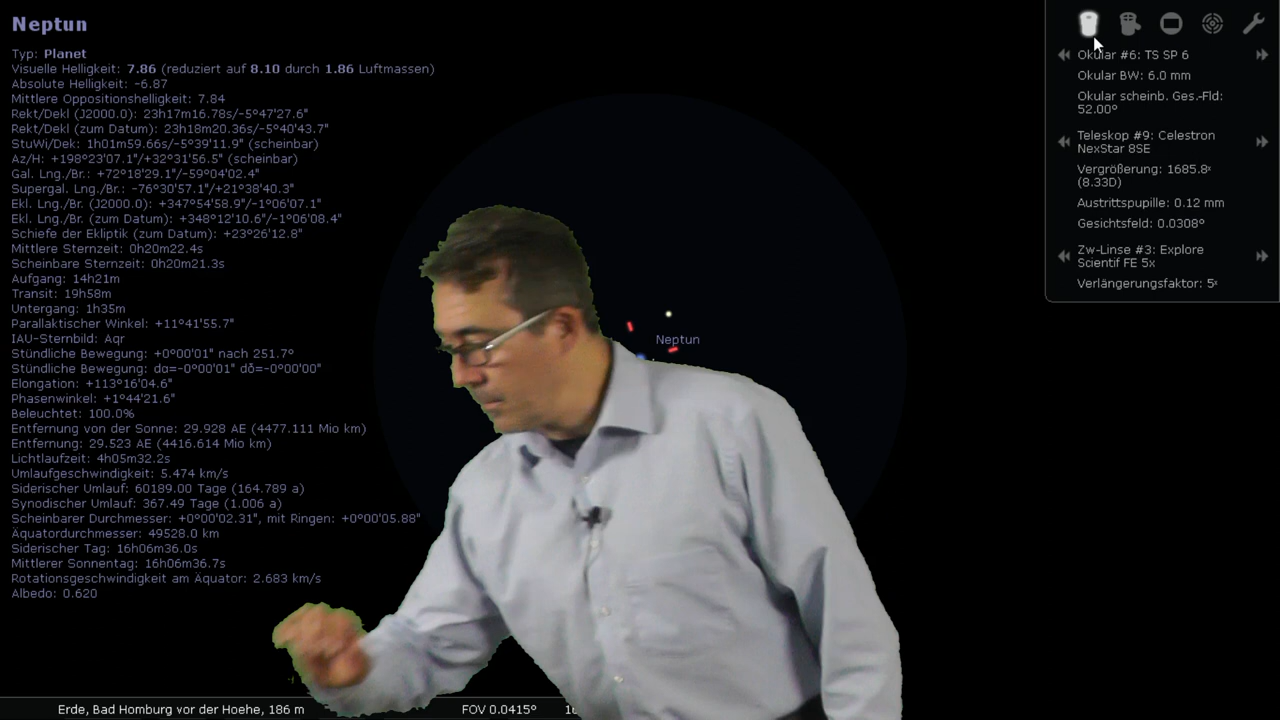 Neptun
Typ: Planet
Visuelle Helligkeit: 7.86 (reduziert auf 8.10 durch 1.86 Luftmassen)
Absolute Helligkeit: -6.87
Mittlere Oppositionshelligkeit: 7.84
Rekt/Dekl (J2000.0): 23h17m16.78s/-5°47'27.6"
Rekt/Dekl (zum Datum): 23h18m20.36s/-5°40'43.7"
StuWi/Dek: 1h01m59.66s/-5°39'11.9" (scheinbar)
Az/H: +198°23'07.1"/+32°31'56.5" (scheinbar)
Gal. Lng./Br.: +72°18'29.1"/-59°04'02.4"
Supergal. Lng./Br.: -76°30'57.1"/+21°38'40.3"
Ekl. Lng./Br. (J2000.0): +347°54'58.9"/-1°06'07.1"
Ekl. Lng./Br. (zum Datum): +348°12'10.6"/-1°06'08.4"
Schiefe der Ekliptik (zum Datum): +23°26'12.8"
Mittlere Sternzeit: 0h20m22.4s
Scheinbare Sternzeit: 0h20m21.3s
Aufgang: 14h21m
Transit: 19h58m
Untergang: 1h35m
Parallaktischer Winkel: +11°41'55.7"
IAU-Sternbild: Aqr
Stündliche Bewegung: +0°00'01" nach 251.7°
Stündliche Bewegung: dα=-0°00'01" dδ=-0°00'00"
Elongation: +113°16'04.6"
Phasenwinkel: +1°44'21.6"
Beleuchtet: 100.0%
Entfernung von der Sonne: 29.928 AE (4477.111 Mio km)
Entfernung: 29.523 AE (4416.614 Mio km)
Lichtlaufzeit: 4h05m32.2s
Umlaufgeschwindigkeit: 5.474 km/s
Siderischer Umlauf: 60189.00 Tage (164.789 a)
Synodischer Umlauf: 367.49 Tage (1.006 a)
Scheinbarer Durchmesser: +0°00'02.31", mit Ringen: +0°00'05.88"
Äquatordurchmesser: 49528.0 km
Siderischer Tag: 16h06m36.0s
Mittlerer Sonnentag: 16h06m36.7s
Rotationsgeschwindigkeit am Äquator: 2.683 km/s
Albedo: 0.620
Neptun
Okular #6: TS SP 6
Okular BW: 6.0 mm
Okular scheinb. Ges.-Fld:
52.00°
Teleskop #9: Celestron
NexStar 8SE
Vergrößerung: 1685.8ˣ
(8.33D)
Austrittspupille: 0.12 mm
Gesichtsfeld: 0.0308°
Zw-Linse #3: Explore
Scientif FE 5x
Verlängerungsfaktor: 5ˣ
Erde, Bad Homburg vor der Hoehe, 186 m
FOV 0.0415°